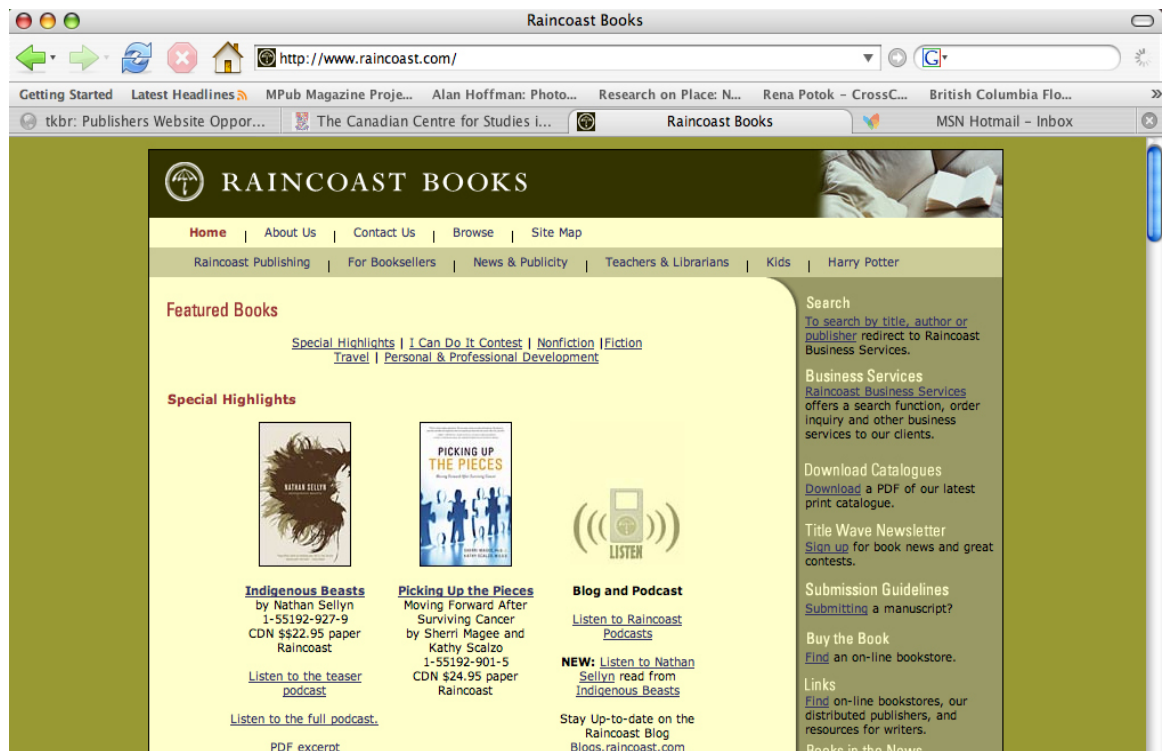 Raincoast Books
http://www.raincoast.com/
G
Getting Started Latest Headlines MPub Magazine Proje... Alan Hoffman: Photo... Research on Place: N... Rena Potok – CrossC... British Columbia Flo... »
tkbr: Publishers Website Oppor... The Canadian Centre for Studies i... Raincoast Books MSN Hotmail – Inbox
RAINCOAST BOOKS
Home | About Us | Contact Us | Browse | Site Map
Raincoast Publishing | For Booksellers | News & Publicity | Teachers & Librarians | Kids | Harry Potter
Featured Books
Special Highlights | I Can Do It Contest | Nonfiction |Fiction
Travel | Personal & Professional Development
Special Highlights
NATHAN SELLYN
Indigenous Beasts
by Nathan Sellyn
1-55192-927-9
CDN $$22.95 paper
Raincoast
Listen to the teaser
podcast
Listen to the full podcast.
PDF excerpt
PICKING UP
THE PIECES
Moving Forward After Surviving Cancer
Picking Up the Pieces
Moving Forward After
Surviving Cancer
by Sherri Magee and
Kathy Scalzo
1-55192-901-5
CDN $24.95 paper
Raincoast
LISTEN
Blog and Podcast
Listen to Raincoast
Podcasts
NEW: Listen to Nathan
Sellyn read from
Indigenous Beasts
Stay Up-to-date on the
Raincoast Blog
Blogs.raincoast.com
Search
To search by title, author or
publisher redirect to Raincoast
Business Services.
Business Services
Raincoast Business Services
offers a search function, order
inquiry and other business
services to our clients.
Download Catalogues
Download a PDF of our latest
print catalogue.
Title Wave Newsletter
Sign up for book news and great
contests.
Submission Guidelines
Submitting a manuscript?
Buy the Book
Find an on-line bookstore.
Links
Find on-line bookstores, our
distributed publishers, and
resources for writers.
Books in the News